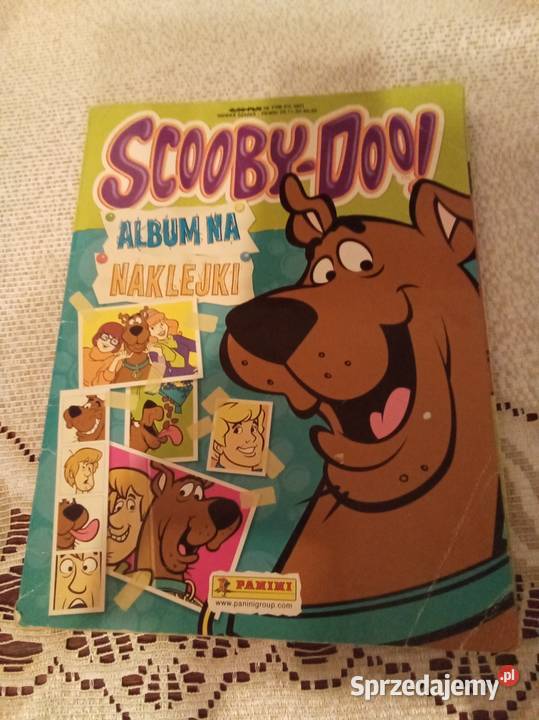 SCOOBY-DOO!
ALBUM NA
NAKLEJKI
PANINI
www.paninigroup.com
Sprzedajemy.pl